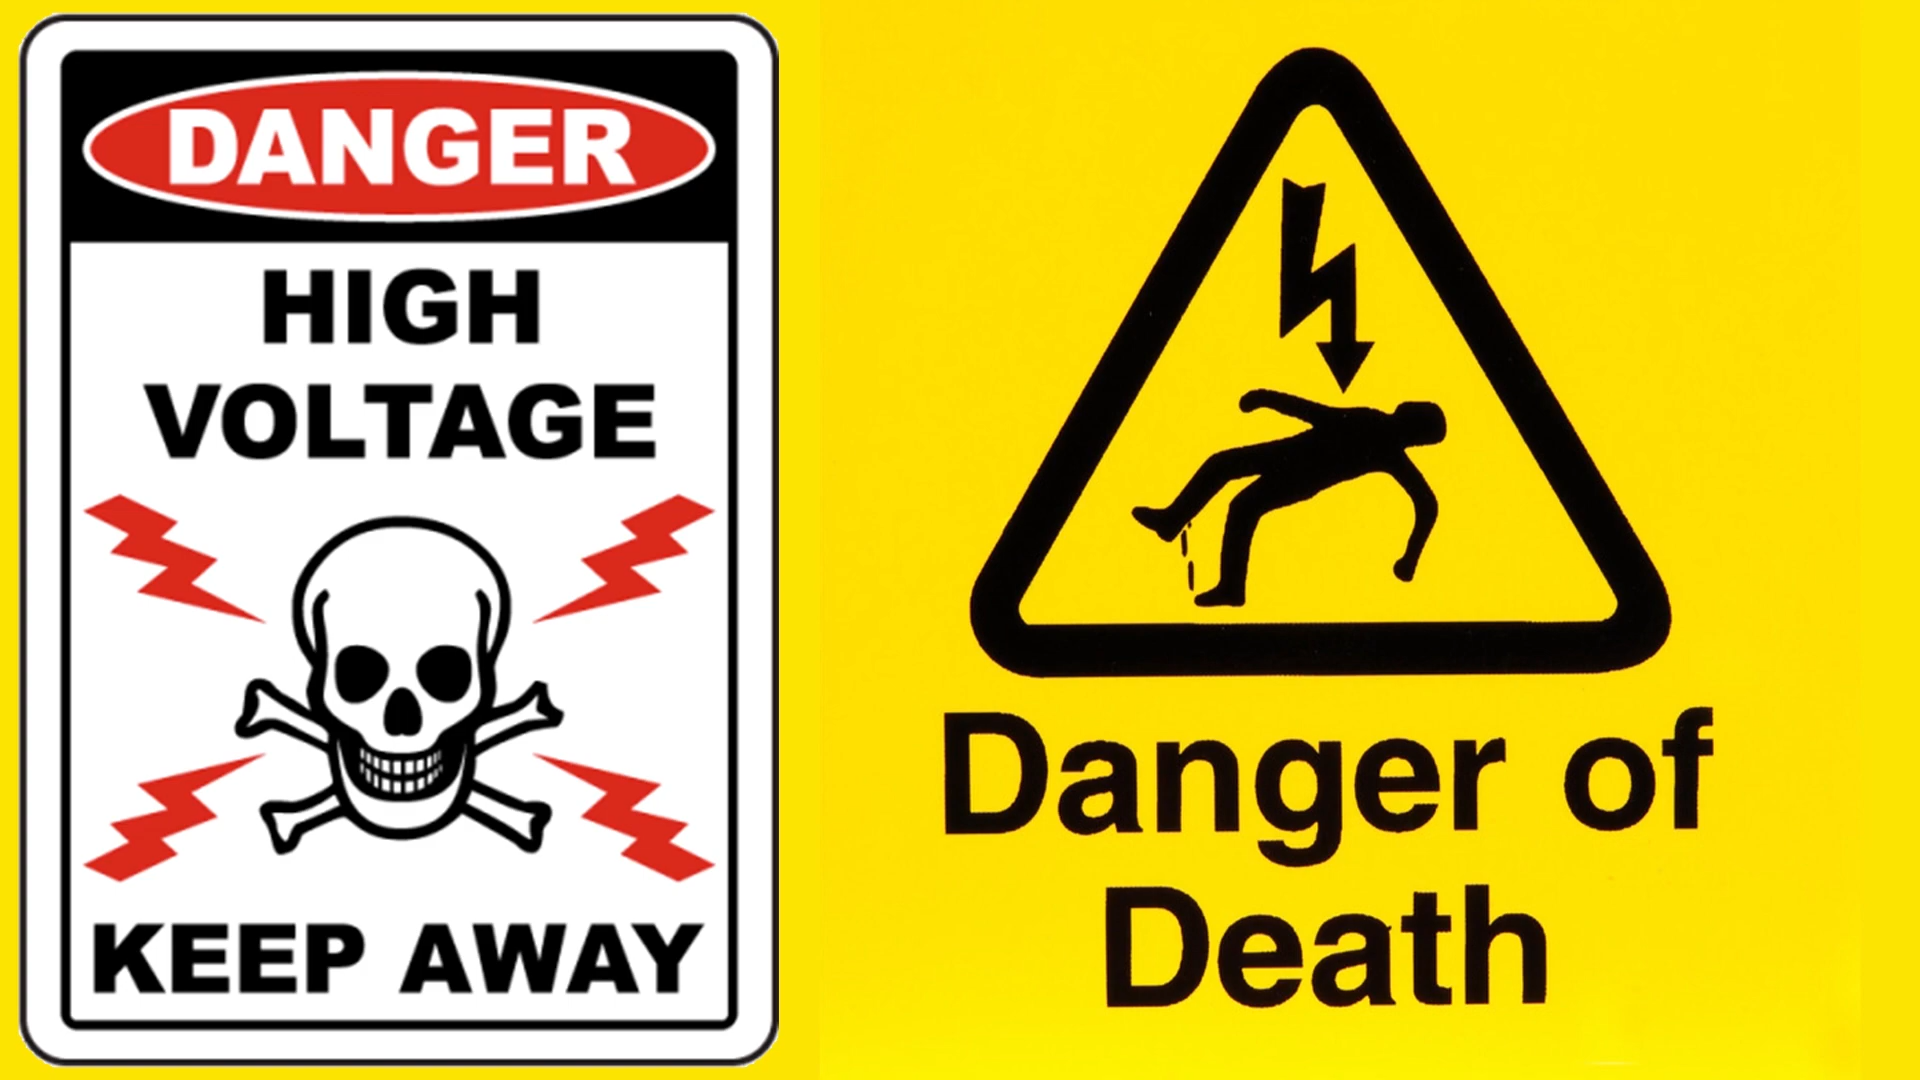 DANGER
HIGH
VOLTAGE
KEEP AWAY
Danger of
Death